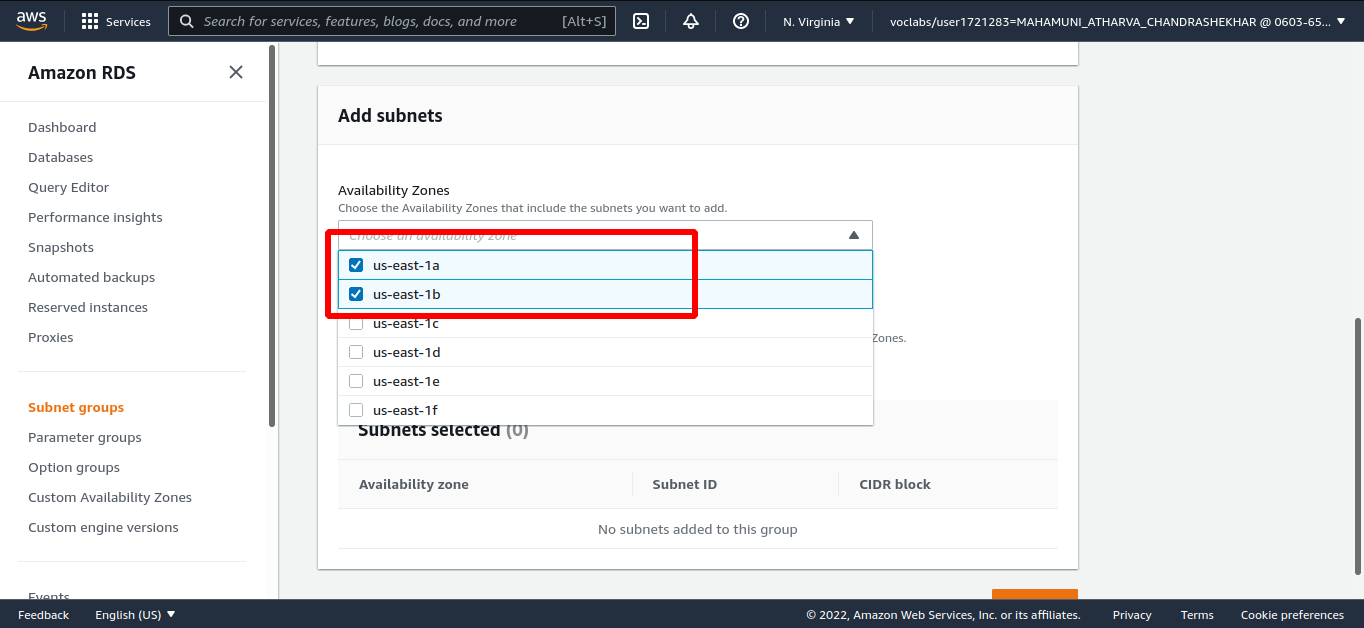 aws
Services
Search for services, features, blogs, docs, and more [Alt+S]
N. Virginia
voclabs/user1721283=MAHAMUNI_ATHARVA_CHANDRASHEKHAR @ 0603-65...
Amazon RDS
Dashboard
Databases
Query Editor
Performance insights
Snapshots
Automated backups
Reserved instances
Proxies
Subnet groups
Parameter groups
Option groups
Custom Availability Zones
Custom engine versions
Events
Add subnets
Availability Zones
Choose the Availability Zones that include the subnets you want to add.
Choose an availability zone
us-east-1a
us-east-1b
us-east-1c
us-east-1d
us-east-1e
us-east-1f
Zones.
Subnets selected (0)
Availability zone
Subnet ID
CIDR block
No subnets added to this group
Feedback
English (US)
© 2022, Amazon Web Services, Inc. or its affiliates.
Privacy
Terms
Cookie preferences